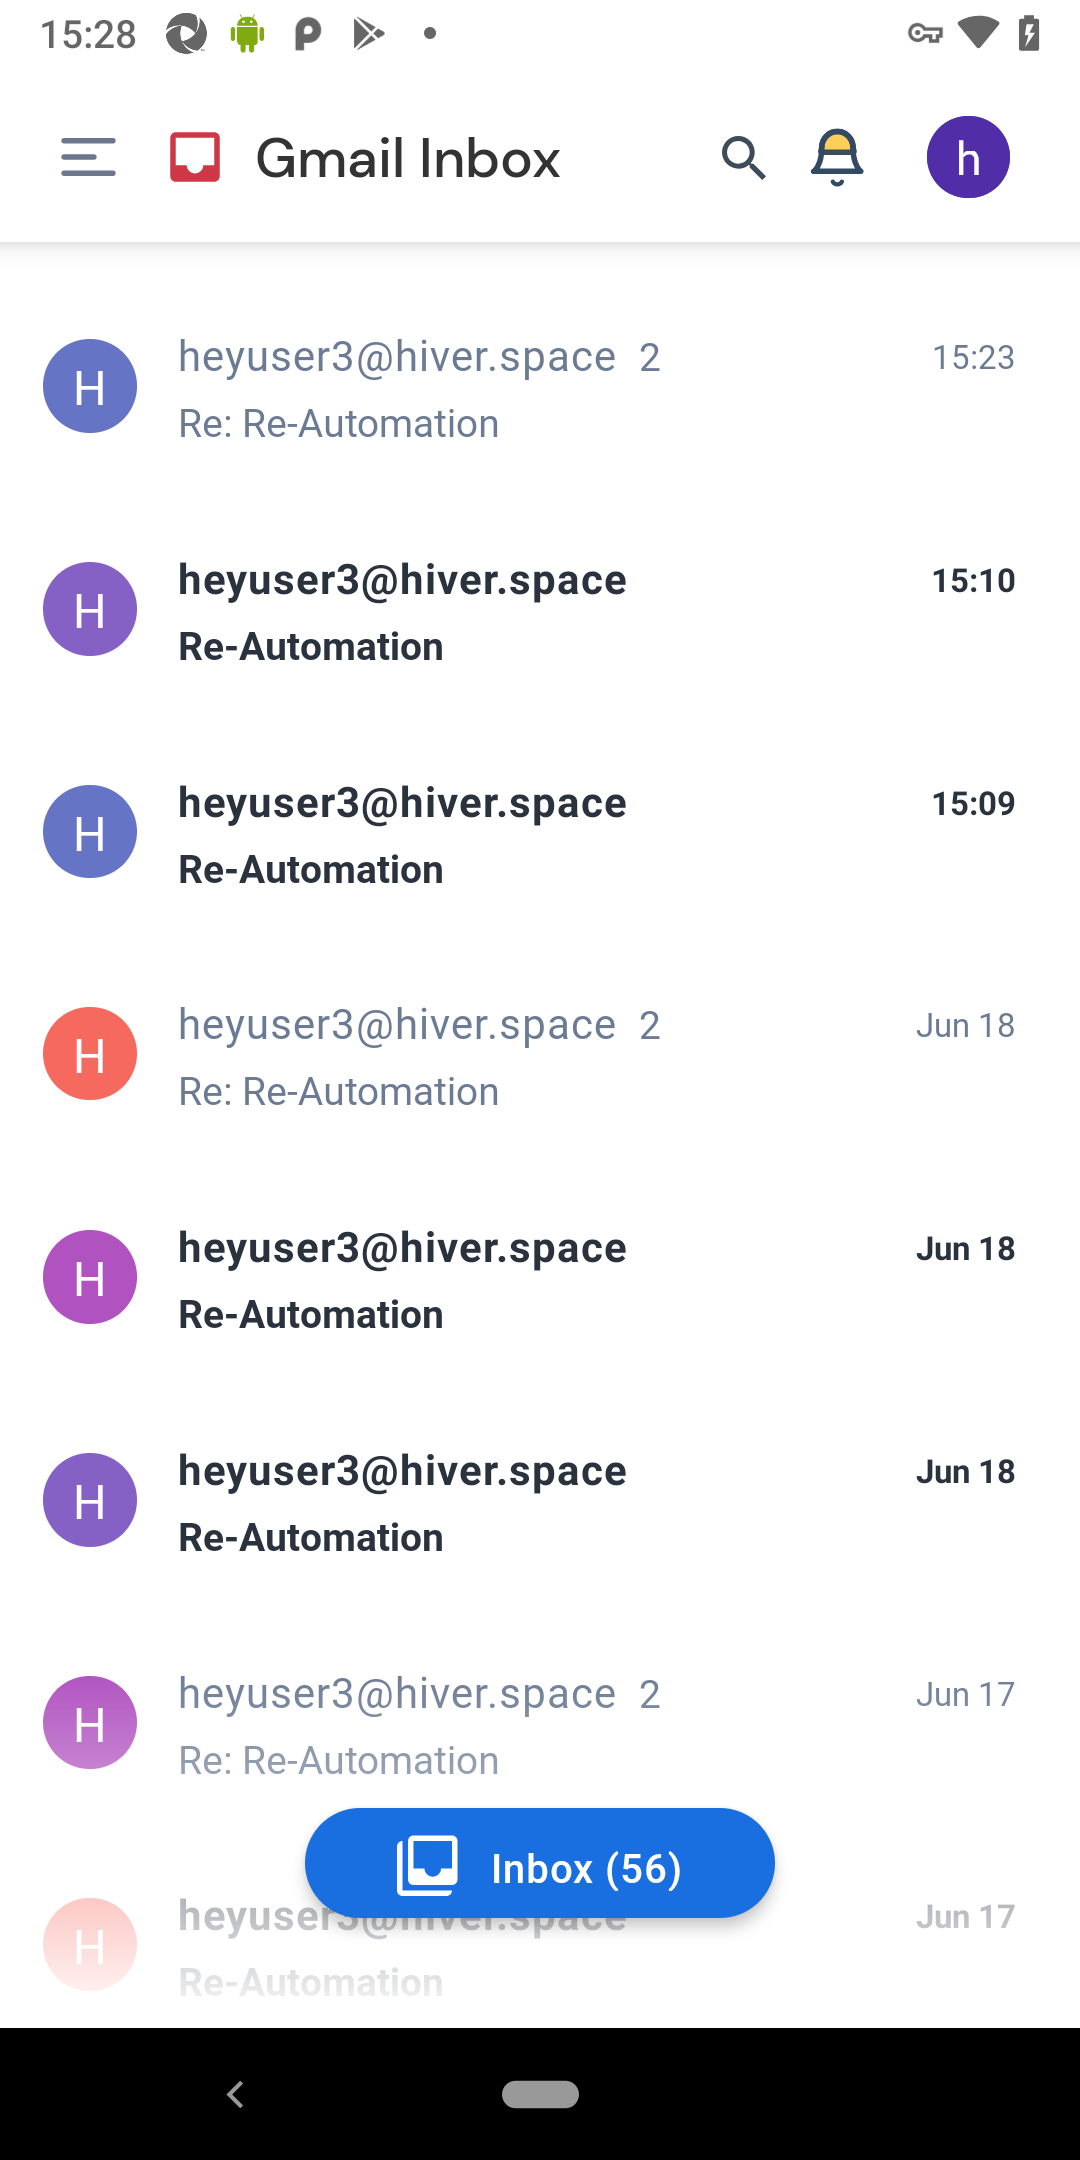 15:28
Gmail Inbox
h
H
heyuser3@hiver.space 2
15:23
Re: Re-Automation
H
heyuser3@hiver.space
15:10
Re-Automation
H
heyuser3@hiver.space
15:09
Re-Automation
H
heyuser3@hiver.space 2
Jun 18
Re: Re-Automation
H
heyuser3@hiver.space
Jun 18
Re-Automation
H
heyuser3@hiver.space
Jun 18
Re-Automation
H
heyuser3@hiver.space 2
Jun 17
Re: Re-Automation
Inbox (56)
H
heyuser3@hiver.space
Jun 17
Re-Automation